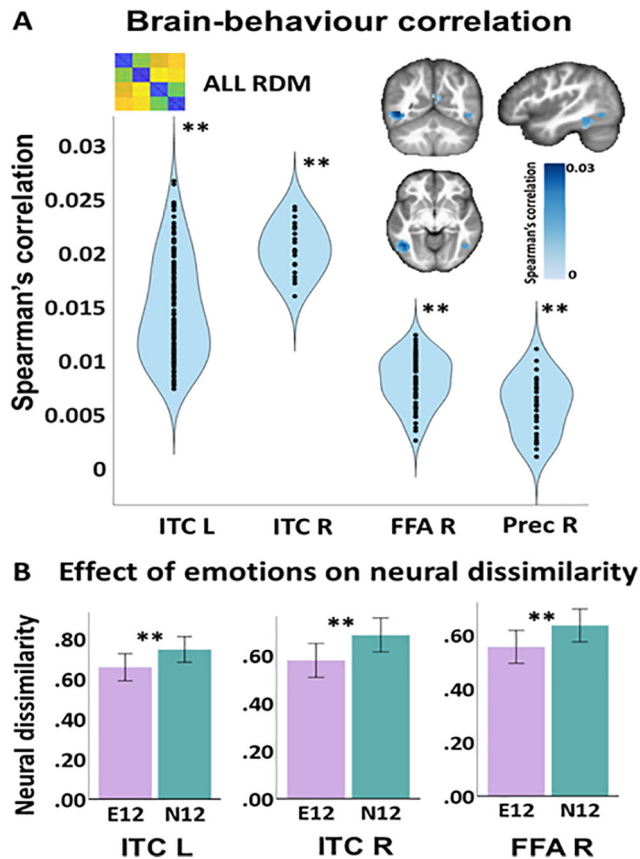 A Brain-behaviour correlation
ALL RDM
Spearman's correlation
0.03
0.025
0.02
0.015
0.01
0.005
0
**
**
**
**
Spearman's correlation
0.03
0
ITC L ITC R FFA R Prec R
B Effect of emotions on neural dissimilarity
Neural dissimilarity
.80
.60
.40
.20
.00
**
E12 N12
ITC L
.60
.40
.20
.00
**
E12 N12
ITC R
.60
.40
.20
.00
**
E12 N12
FFA R